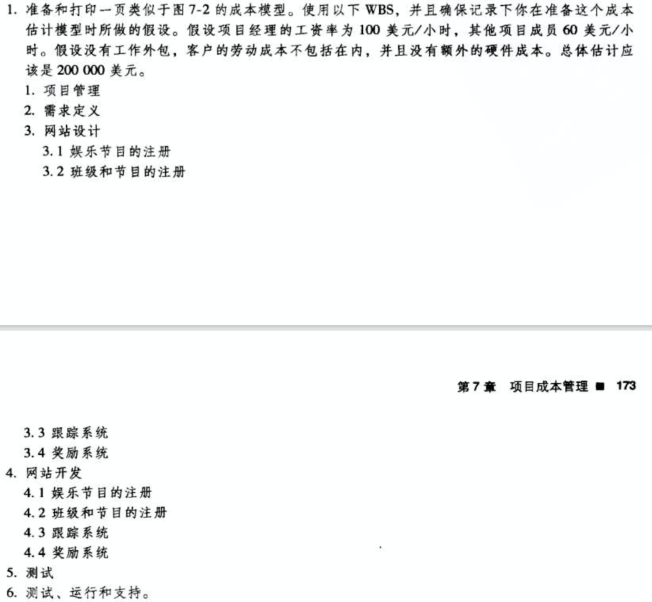 1. 准备和打印一页类似于图 7-2 的成本模型。使用以下 WBS，并且确保记录下你在准备这个成本
估计模型时所做的假设。假设项目经理的工资率为 100 美元/小时，其他项目成员 60 美元/小
时。假设没有工作外包，客户的劳动成本不包括在内，并且没有额外的硬件成本。总体估计应
该是 200 000 美元。
1. 项目管理
2. 需求定义
3. 网站设计
3.1 娱乐节目的注册
3.2 班级和节目的注册
第 7 章 项目成本管理 ■ 173
3.3 跟踪系统
3.4 奖励系统
4. 网站开发
4.1 娱乐节目的注册
4.2 班级和节目的注册
4.3 跟踪系统
4.4 奖励系统
5. 测试
6. 测试、运行和支持。